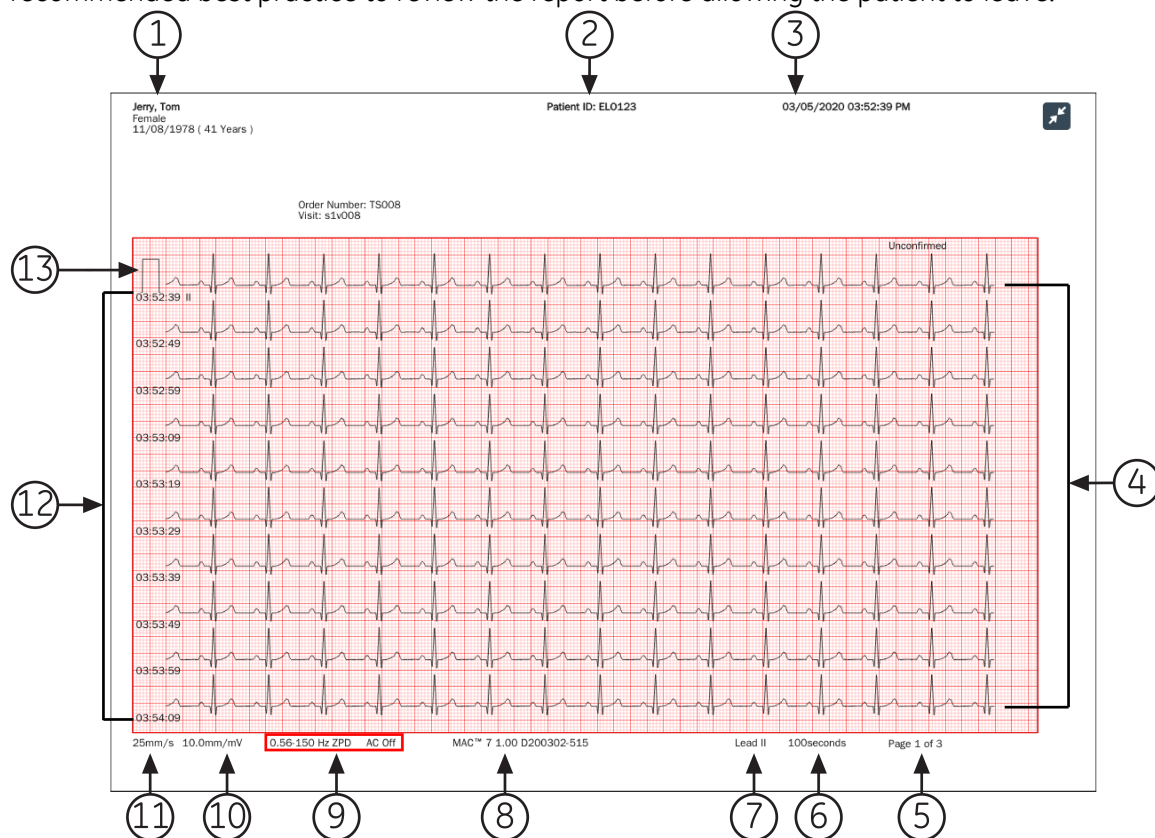 recommended best practice to review the report before allowing the patient to leave.
1 2 3
Jerry, Tom Patient ID: EL0123 03/05/2020 03:52:39 PM
Female
11/08/1978 ( 41 Years )
Order Number: TS008
Visit: s1v008
Unconfirmed
13
03:52:39 II
03:52:49
03:52:59
03:53:09
03:53:19
12 4
03:53:29
03:53:39
03:53:49
03:53:59
03:54:09
25mm/s 10.0mm/mV 0.56-150 Hz ZPD AC Off MAC™ 7 1.00 D200302-515 Lead II 100seconds Page 1 of 3
11 10 9 8 7 6 5